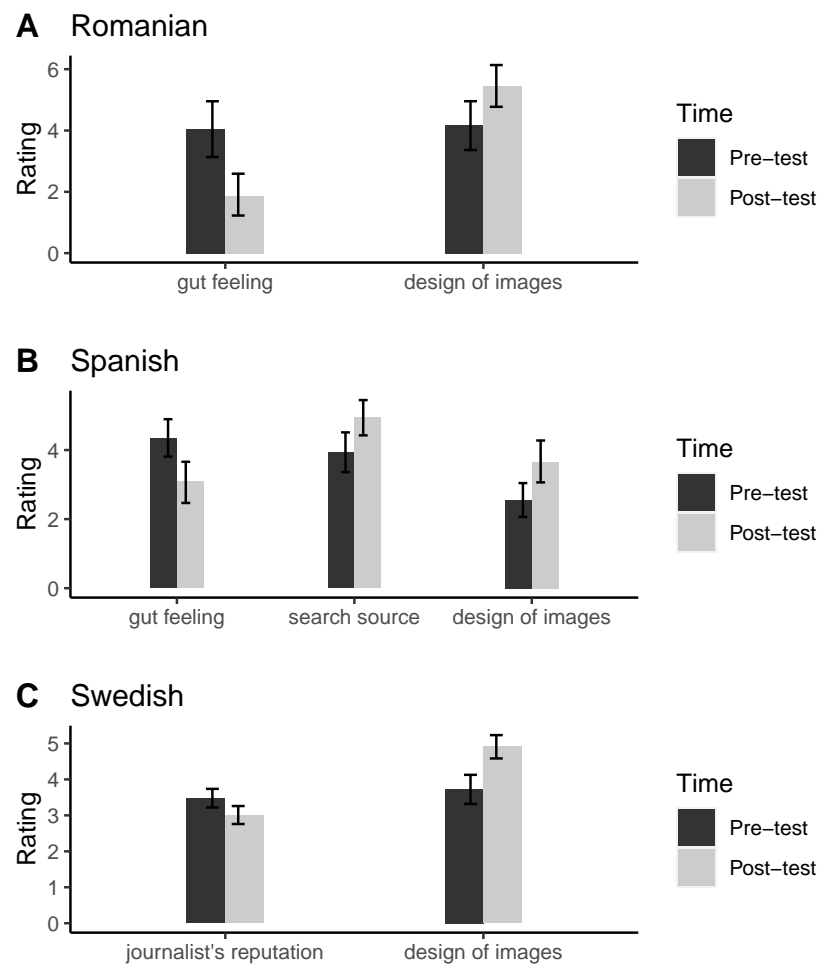 A Romanian
6
4
2
0
Rating
gut feeling
design of images
Time
Pre−test
Post−test
B Spanish
4
2
0
Rating
gut feeling
search source
design of images
Time
Pre−test
Post−test
C Swedish
5
4
3
2
1
0
Rating
journalist's reputation
design of images
Time
Pre−test
Post−test